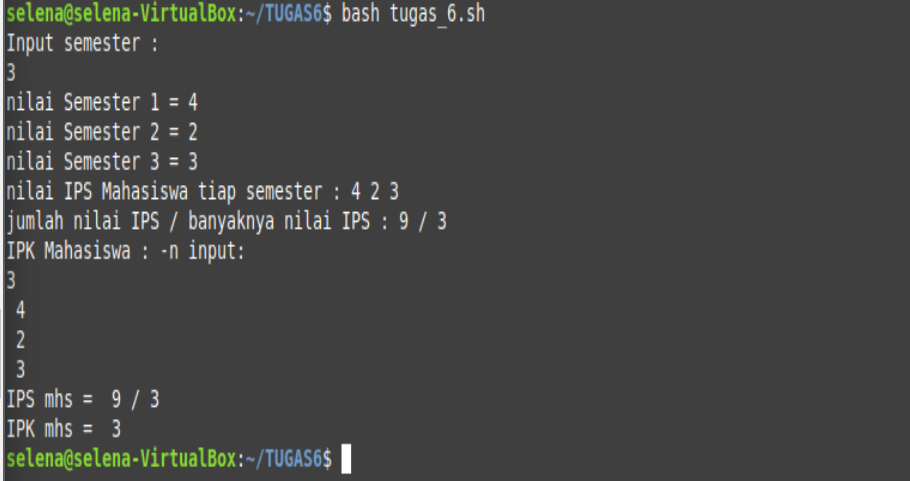 selena@selena-VirtualBox:~/TUGAS6$ bash tugas_6.sh
Input semester :
3
nilai Semester 1 = 4
nilai Semester 2 = 2
nilai Semester 3 = 3
nilai IPS Mahasiswa tiap semester : 4 2 3
jumlah nilai IPS / banyaknya nilai IPS : 9 / 3
IPK Mahasiswa : -n input:
3
 4
 2
 3
IPS mhs =  9 / 3
IPK mhs =  3
selena@selena-VirtualBox:~/TUGAS6$